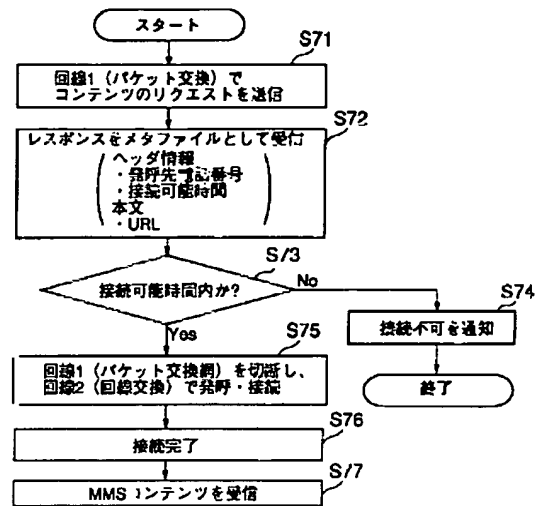 スタート
S71
回線1（パケット交換）で
コンテンツのリクエストを送信
S72
レスポンスをメタファイルとして受信
ヘッダ情報
・発呼先電話番号
・接続可能時間
本文
・URL
S73
接続可能時間内か?
No
S74
接続不可を通知
Yes
終了
S75
回線1（パケット交換網）を切断し、
回線2（回線交換）で発呼・接続
S76
接続完了
S77
MMSコンテンツを受信